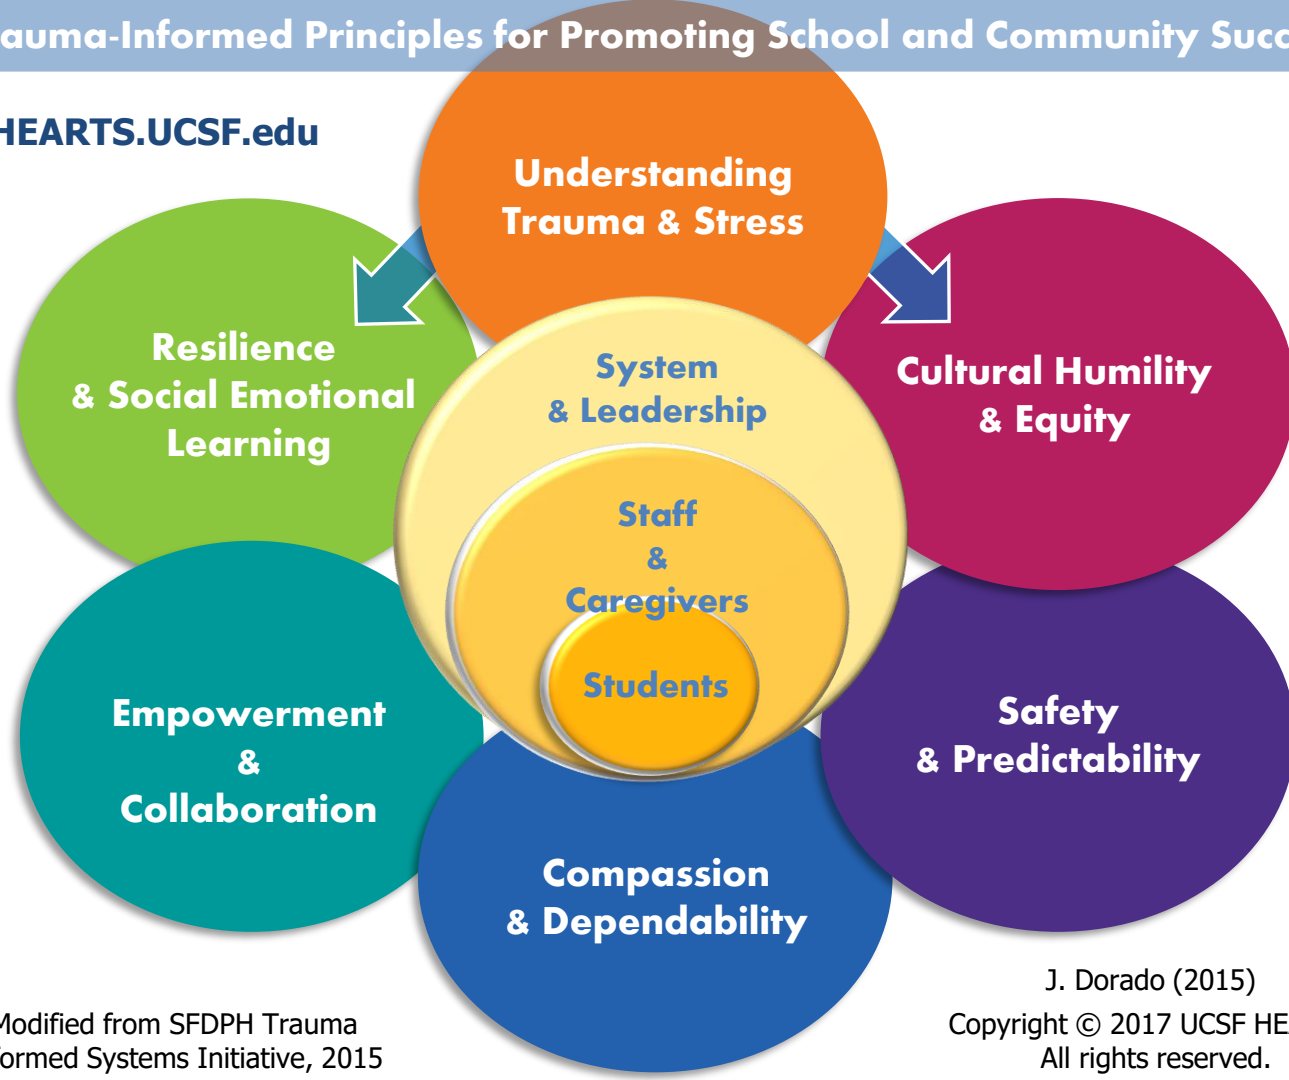 auma-Informed Principles for Promoting School and Community Succ
HEARTS.UCSF.edu
Understanding
Trauma & Stress
Resilience
& Social Emotional
Learning
System
& Leadership
Cultural Humility
& Equity
Staff
&
Caregivers
Students
Empowerment
&
Collaboration
Safety
& Predictability
Compassion
& Dependability
J. Dorado (2015)
Modified from SFDPH Trauma
formed Systems Initiative, 2015
Copyright © 2017 UCSF HEA
All rights reserved.